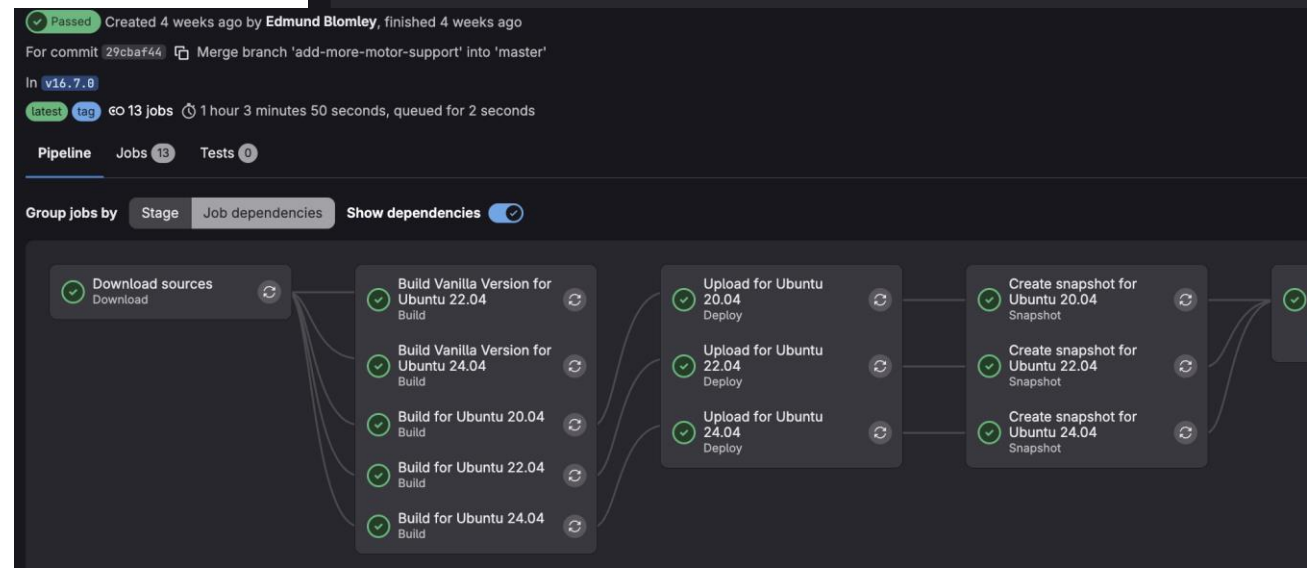 Passed Created 4 weeks ago by Edmund Blomley, finished 4 weeks ago
For commit 29cbaf44 Merge branch 'add-more-motor-support' into 'master'
In v16.7.0
latest tag 13 jobs 1 hour 3 minutes 50 seconds, queued for 2 seconds
Pipeline Jobs 13 Tests 0
Group jobs by Stage Job dependencies Show dependencies
Download sources
Download
Build Vanilla Version for
Ubuntu 22.04
Build
Build Vanilla Version for
Ubuntu 24.04
Build
Build for Ubuntu 20.04
Build
Build for Ubuntu 22.04
Build
Build for Ubuntu 24.04
Build
Upload for Ubuntu
20.04
Deploy
Upload for Ubuntu
22.04
Deploy
Upload for Ubuntu
24.04
Deploy
Create snapshot for
Ubuntu 20.04
Snapshot
Create snapshot for
Ubuntu 22.04
Snapshot
Create snapshot for
Ubuntu 24.04
Snapshot